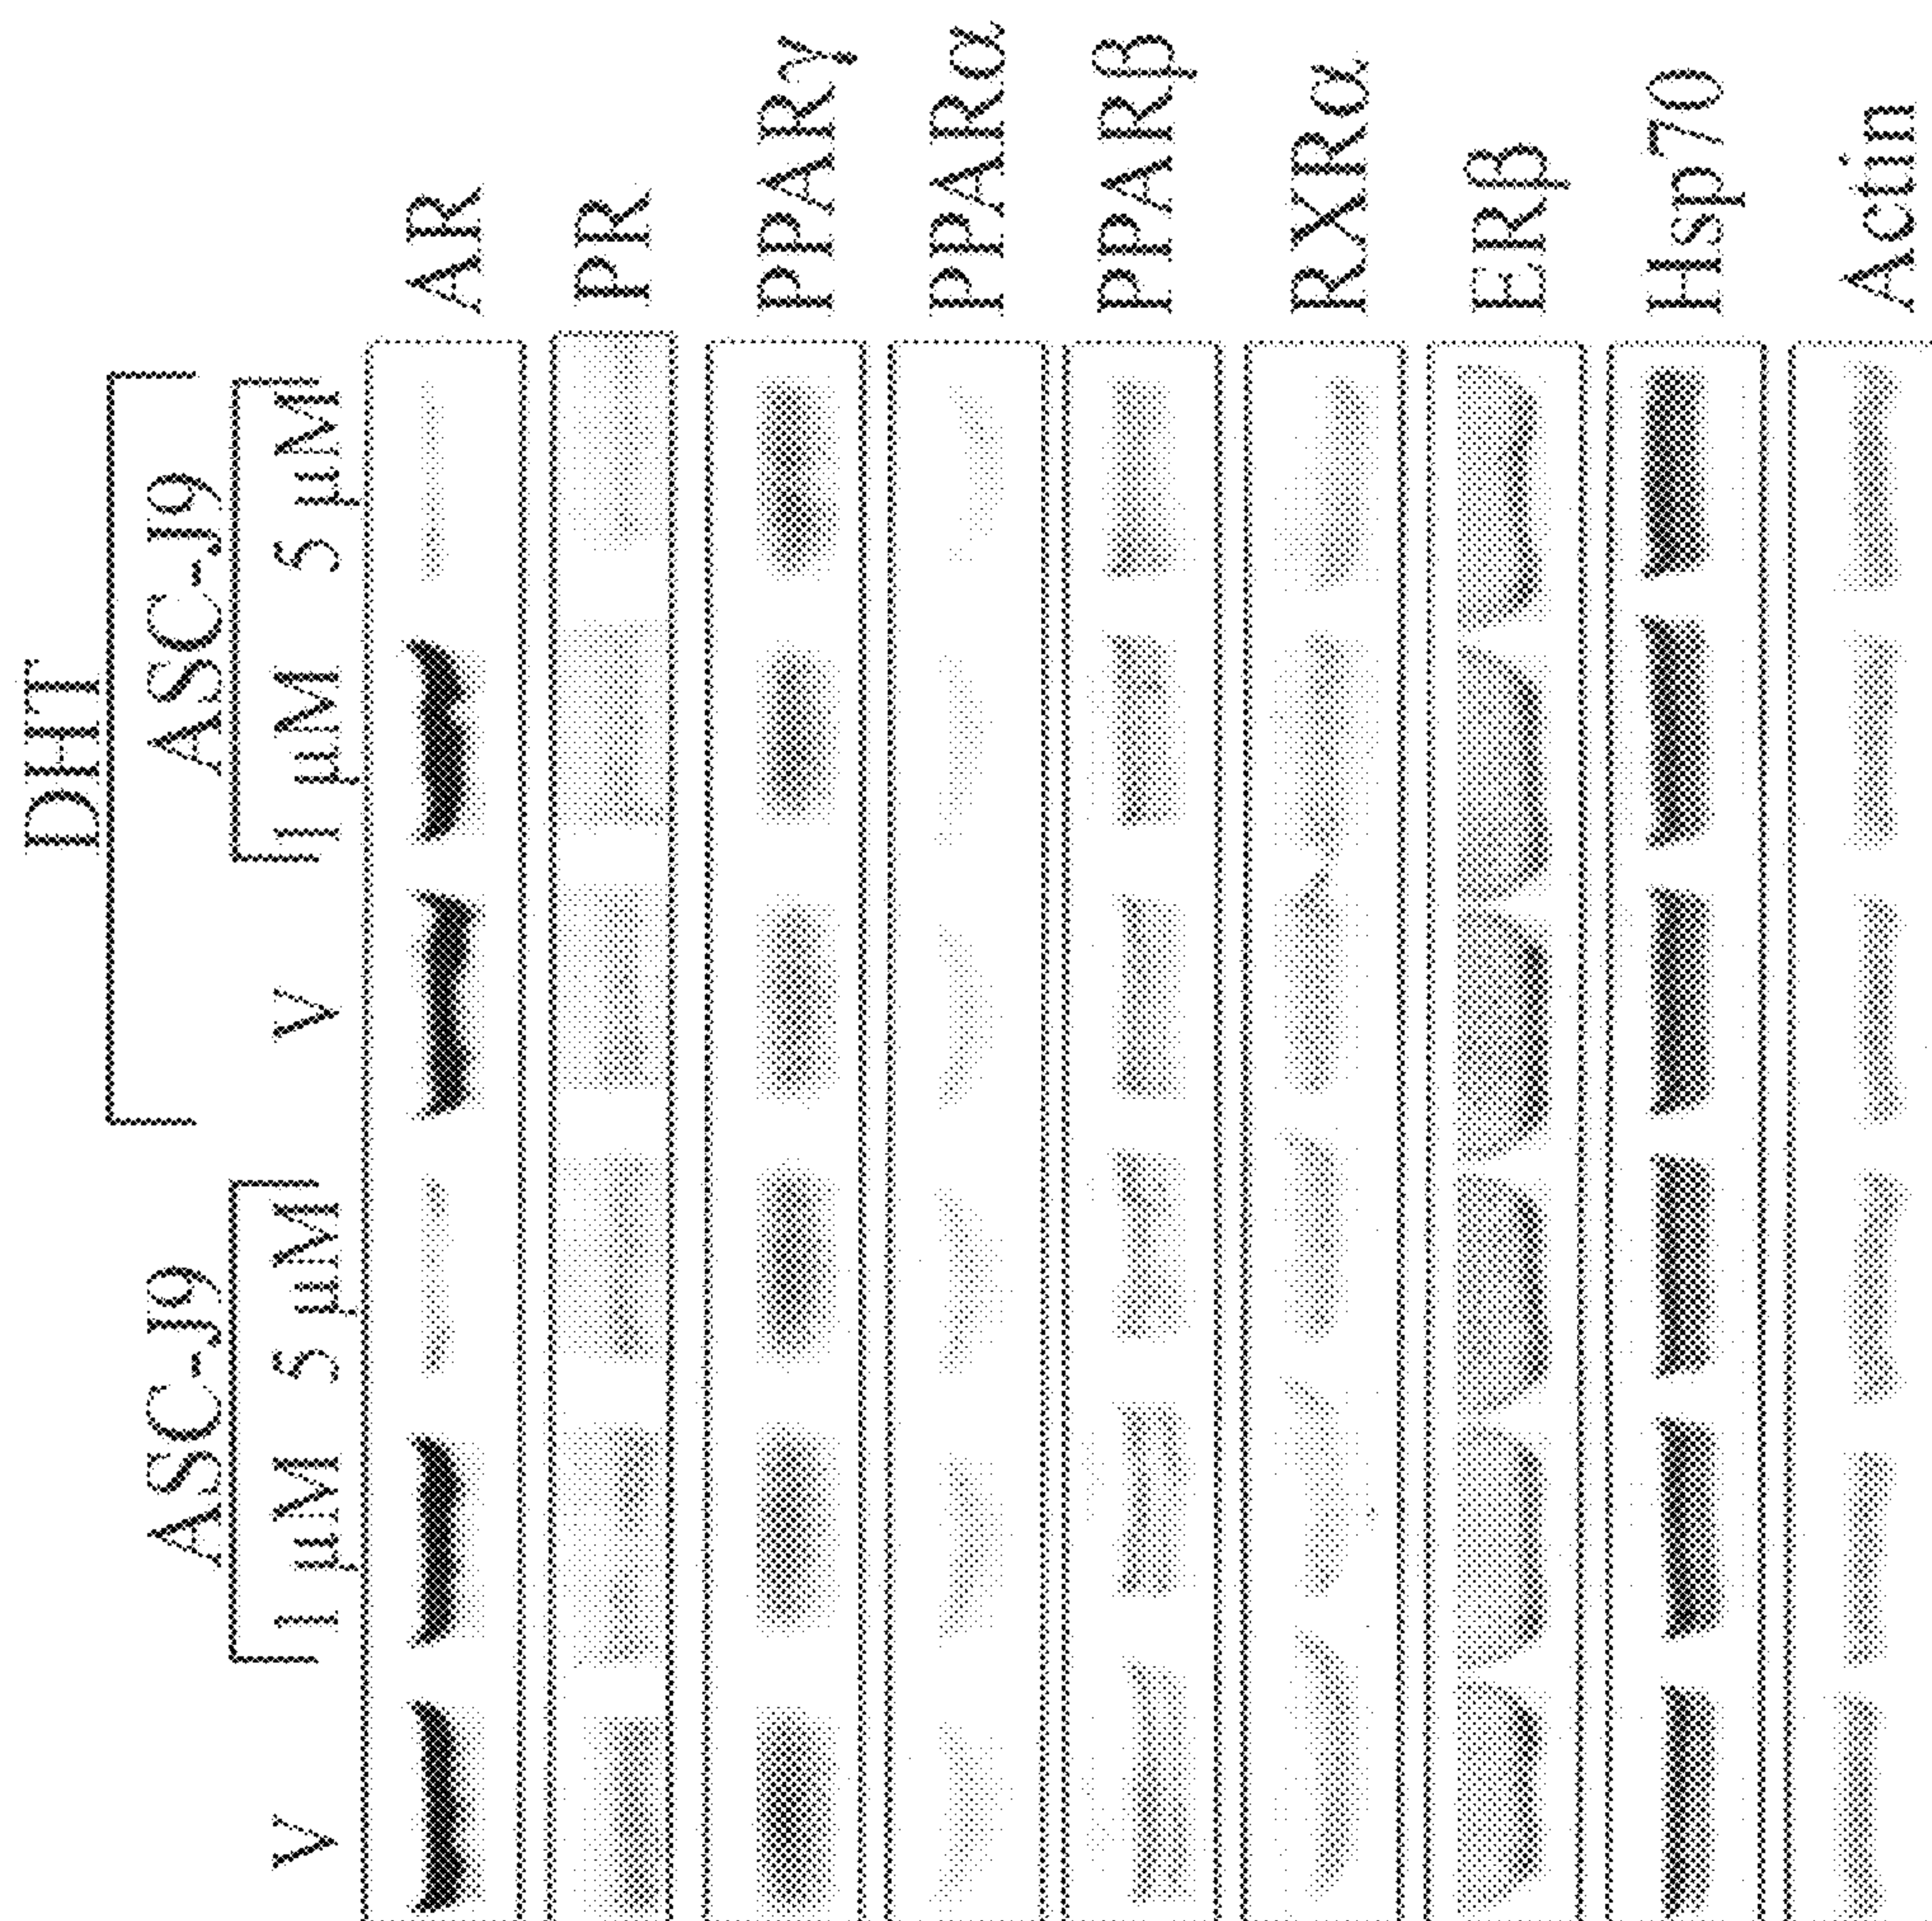 DHT
ASC-J9 ASC-J9
V 1 μM 5 μM V 1 μM 5 μM
AR
PR
PPARγ
PPARα
PPARβ
RXRα
ERβ
Hsp70
Actin